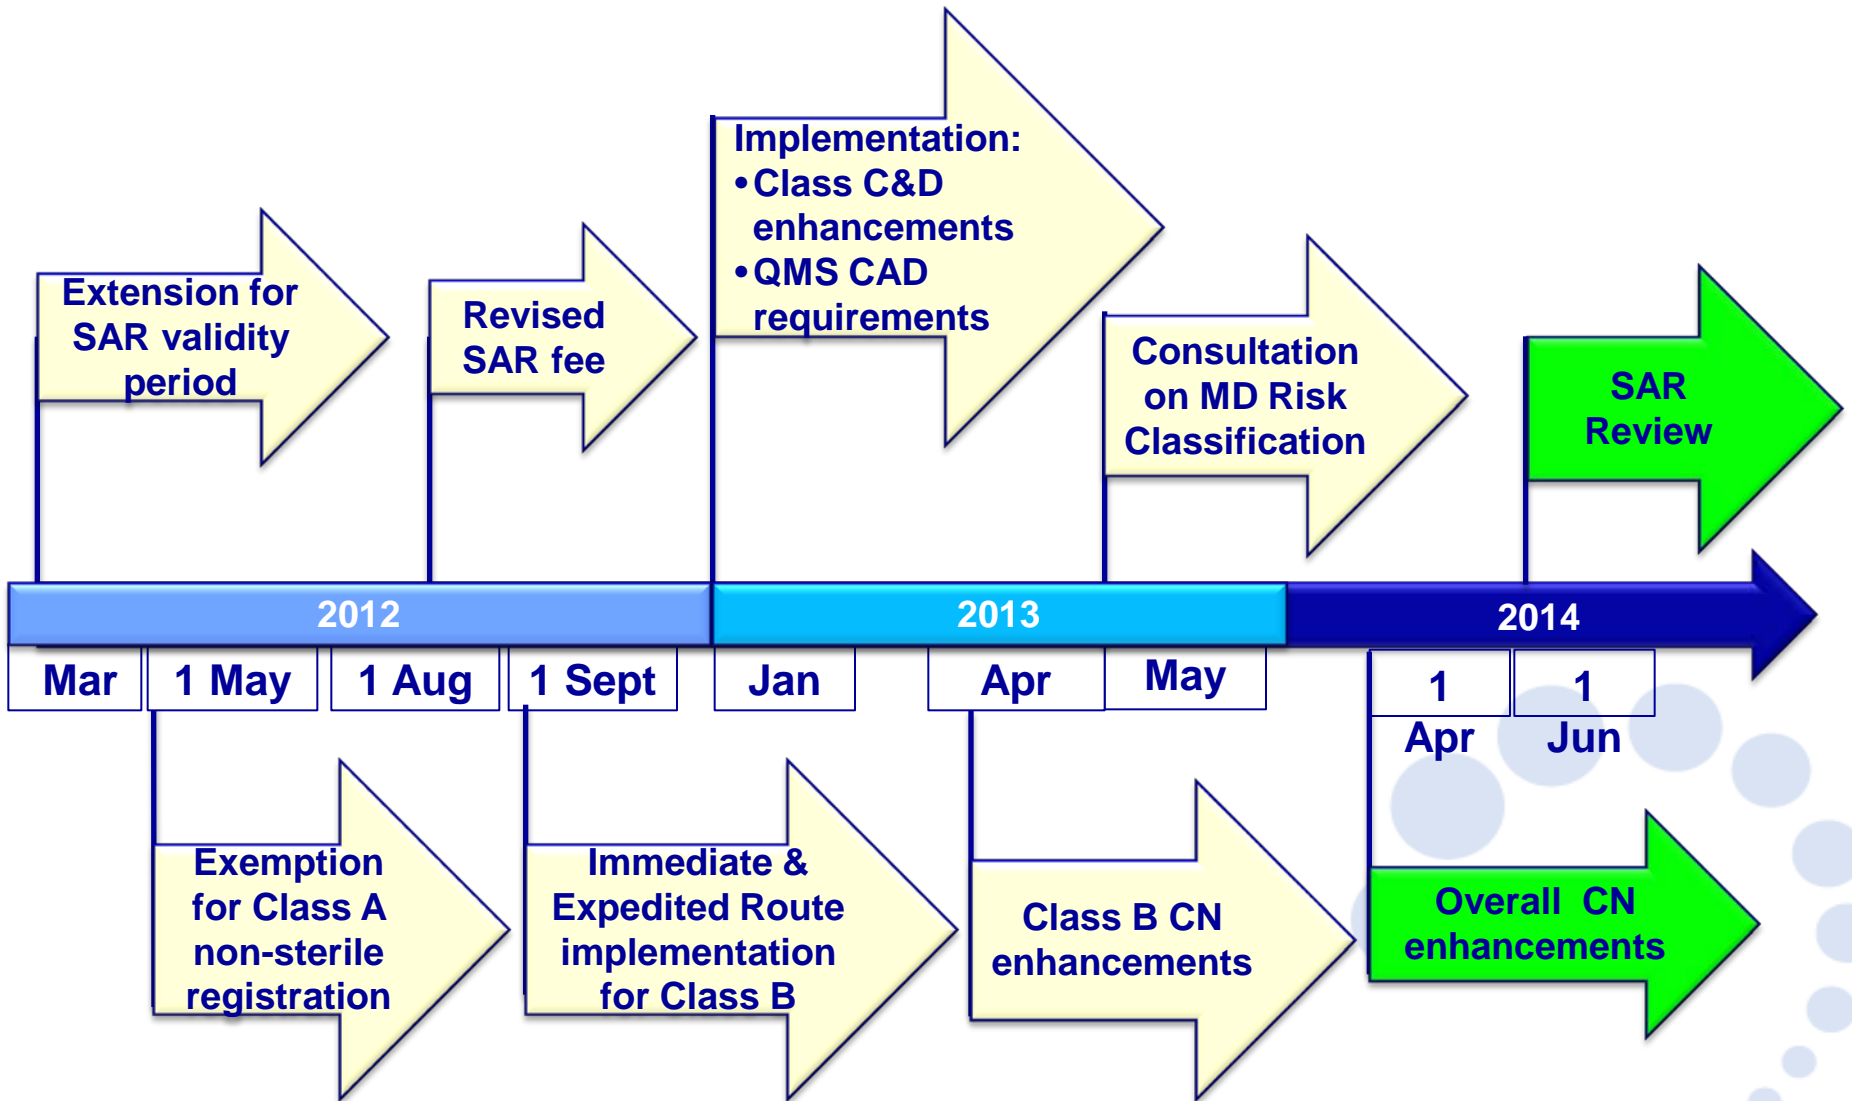 Implementation:
•Class C&D
enhancements
•QMS CAD
requirements
Extension for
SAR validity
period
Revised
SAR fee
Consultation
on MD Risk
Classification
SAR
Review
2012
2013
2014
Mar
1 May
1 Aug
1 Sept
Jan
Apr
May
1
Apr
1
Jun
Exemption
for Class A
non-sterile
registration
Immediate &
Expedited Route
implementation
for Class B
Class B CN
enhancements
Overall CN
enhancements